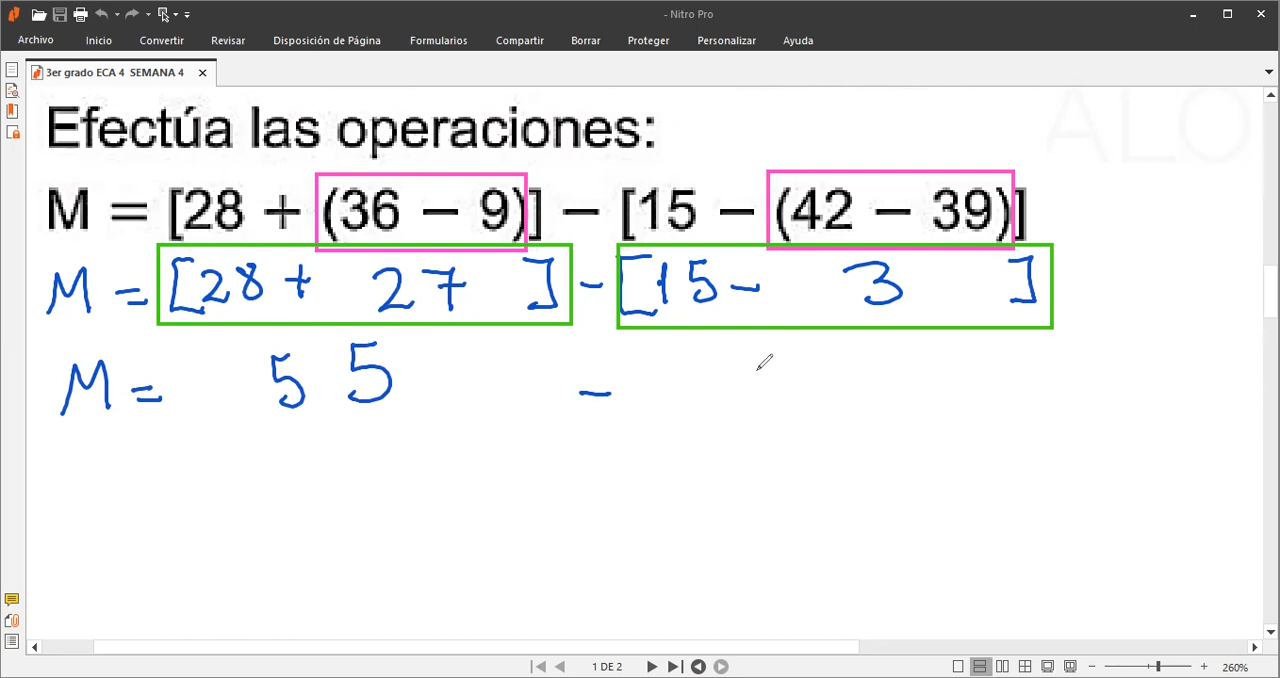 - Nitro Pro
Archivo Inicio Convertir Revisar Disposición de Página Formularios Compartir Borrar Proteger Personalizar Ayuda
3er grado ECA 4 SEMANA 4
ALO
Efectúa las operaciones:
M = [28 + (36 − 9)] − [15 − (42 − 39)]
M = [28 + 27 ] - [15 - 3 ]
M = 55 -
1 DE 2
260%